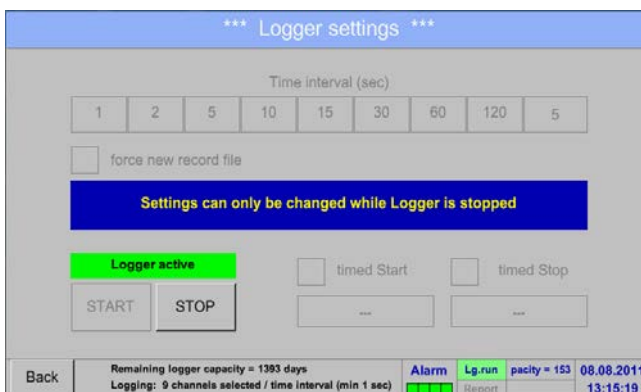 *** Logger settings ***
Time interval (sec)
1 2 5 10 15 30 60 120 5
force new record file
Settings can only be changed while Logger is stopped
Logger active
timed Start timed Stop
START STOP --- ---
Back
Remaining logger capacity = 1393 days
Logging: 9 channels selected / time interval (min 1 sec)
Alarm
Lg.run pacity = 153
Report
08.08.2011
13:15:19